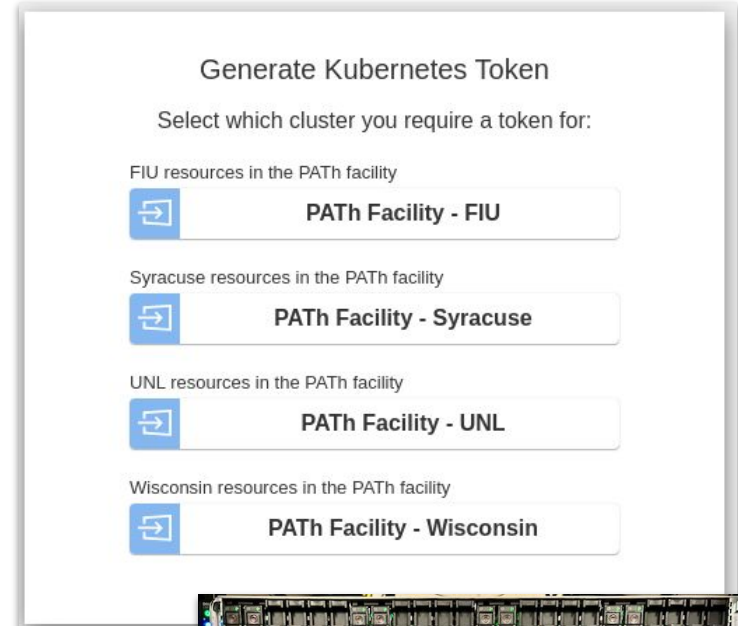 Generate Kubernetes Token
Select which cluster you require a token for:
FIU resources in the PATh facility
PATh Facility - FIU
Syracuse resources in the PATh facility
PATh Facility - Syracuse
UNL resources in the PATh facility
PATh Facility - UNL
Wisconsin resources in the PATh facility
PATh Facility - Wisconsin